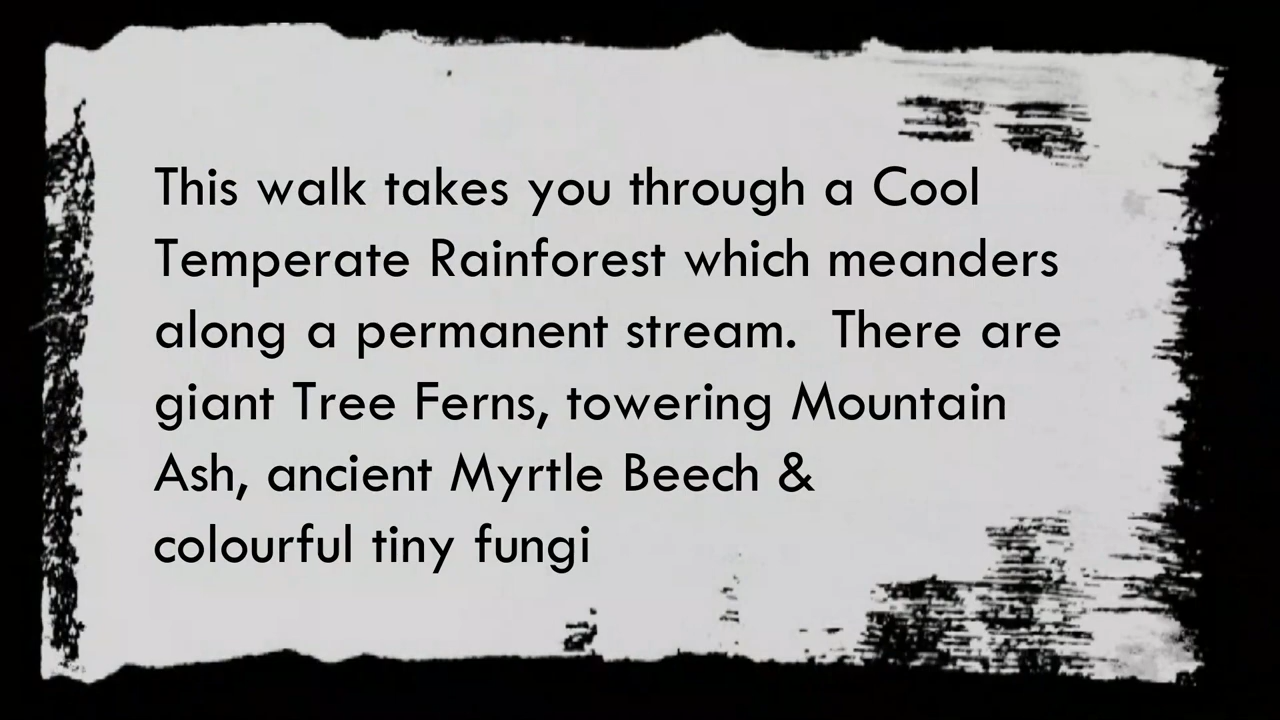 This walk takes you through a Cool
Temperate Rainforest which meanders
along a permanent stream.  There are
giant Tree Ferns, towering Mountain
Ash, ancient Myrtle Beech &
colourful tiny fungi